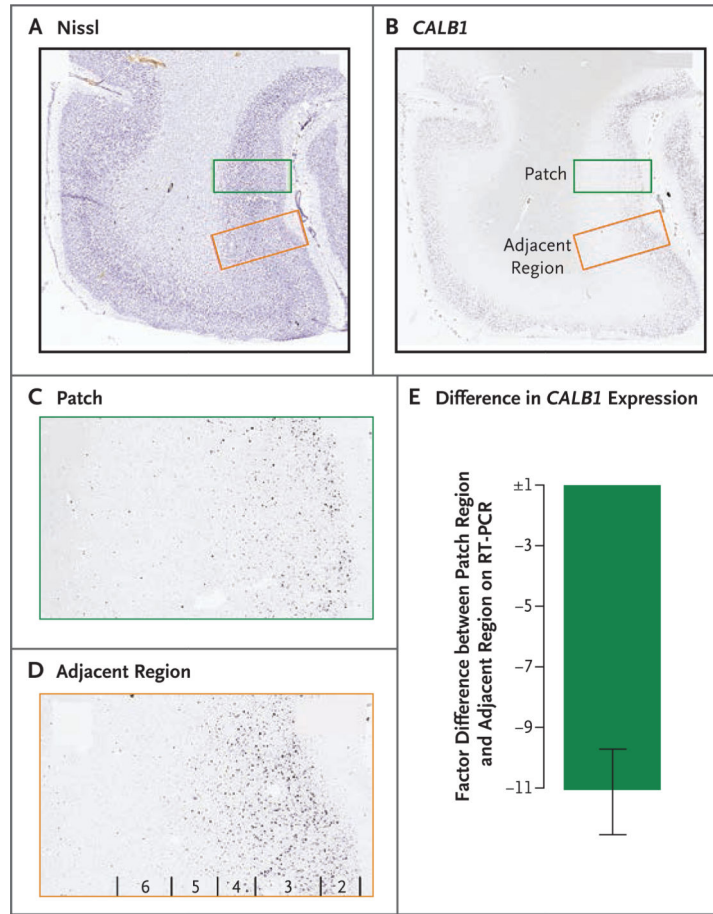 A Nissl
B CALB1
Patch
Adjacent
Region
C Patch
D Adjacent Region
6 5 4 3 2
E Difference in CALB1 Expression
Factor Difference between Patch Region
and Adjacent Region on RT-PCR
±1
−3
−5
−7
−9
−11